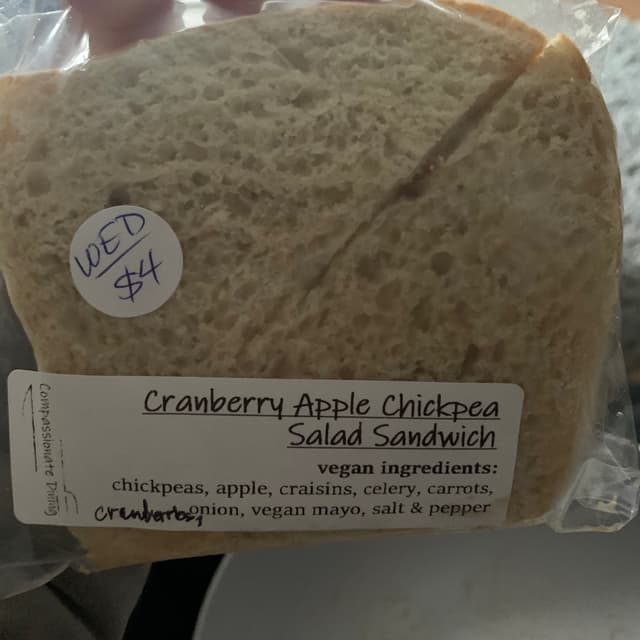 WED
$4
Cranberry Apple Chickpea
Salad Sandwich
vegan ingredients:
chickpeas, apple, craisins, celery, carrots,
onion, vegan mayo, salt & pepper
Compassionate Dining